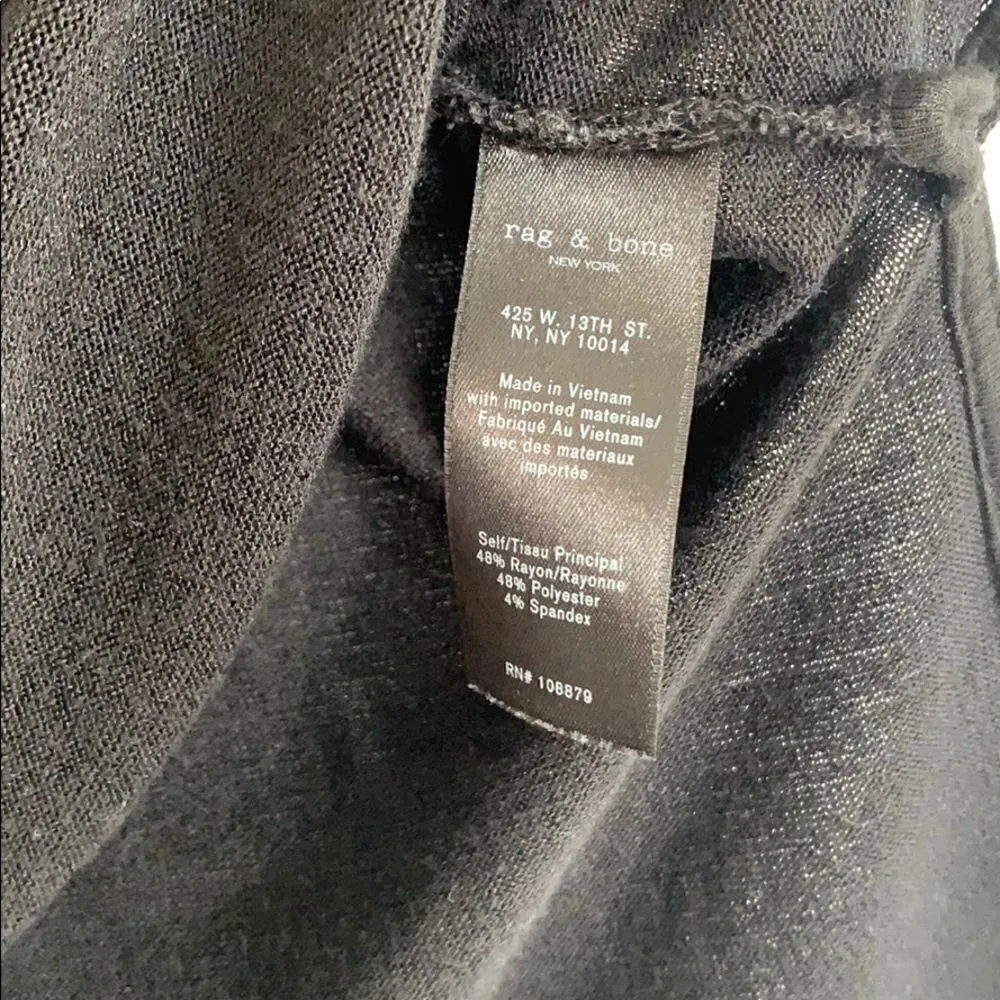 rag & bone
NEW YORK
425 W. 13TH ST.
NY, NY 10014
Made in Vietnam
with imported materials/
Fabriqué Au Vietnam
avec des materiaux
importés
Self/Tissu Principal
48% Rayon/Rayonne
48% Polyester
4% Spandex
RN# 108879